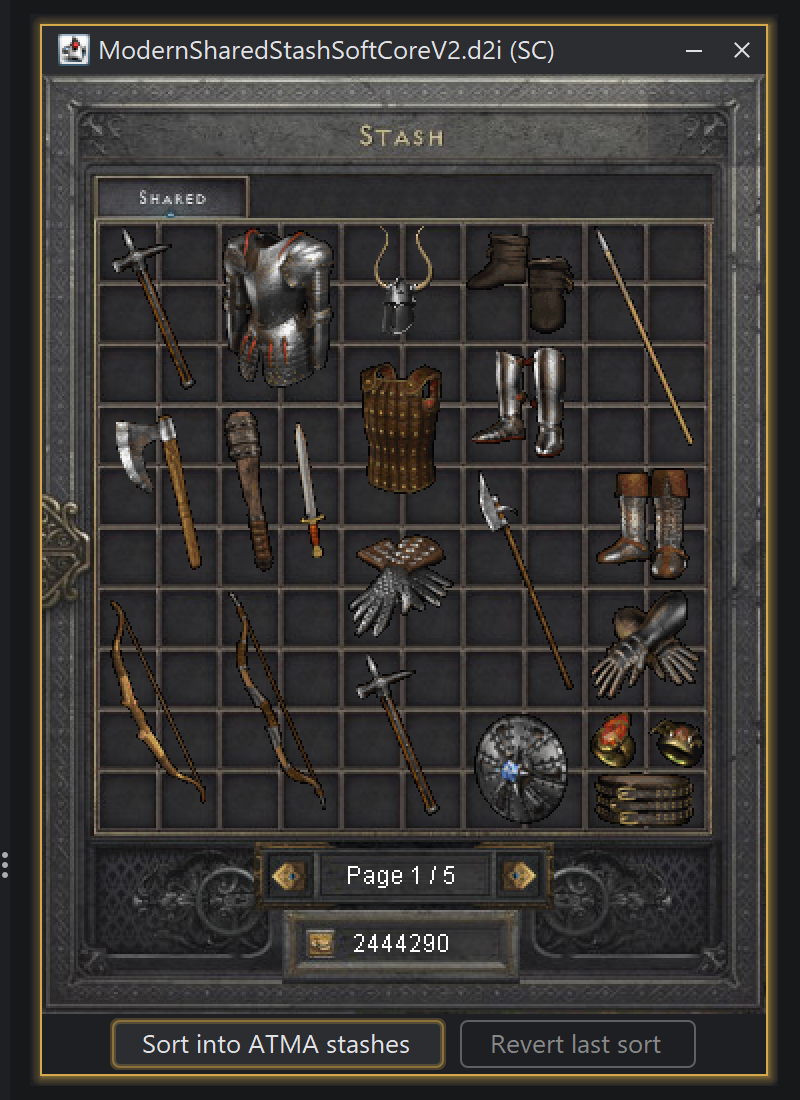 ModernSharedStashSoftCoreV2.d2i (SC)
STASH
SHARED
Page 1 / 5
2444290
Sort into ATMA stashes
Revert last sort